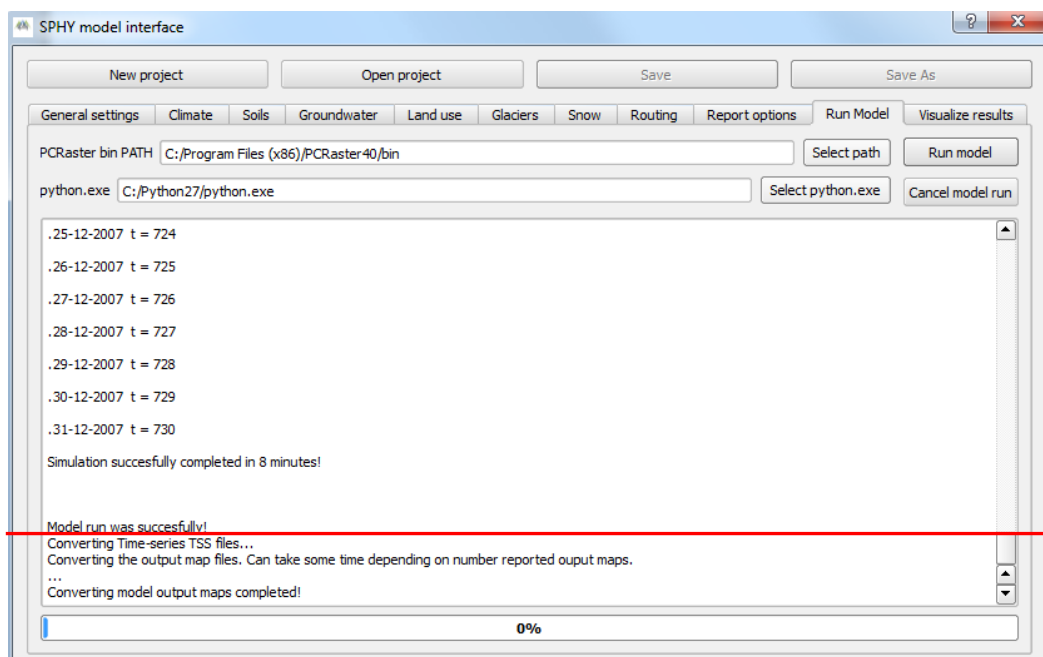 SPHY model interface
New project Open project Save Save As
General settings Climate Soils Groundwater Land use Glaciers Snow Routing Report options Run Model Visualize results
PCRaster bin PATH C:/Program Files (x86)/PCRaster40/bin Select path Run model
python.exe C:/Python27/python.exe Select python.exe Cancel model run
.25-12-2007 t = 724
.26-12-2007 t = 725
.27-12-2007 t = 726
.28-12-2007 t = 727
.29-12-2007 t = 728
.30-12-2007 t = 729
.31-12-2007 t = 730
Simulation succesfully completed in 8 minutes!
Model run was succesfully!
Converting Time-series TSS files...
Converting the output map files. Can take some time depending on number reported ouput maps.
...
Converting model output maps completed!
0%